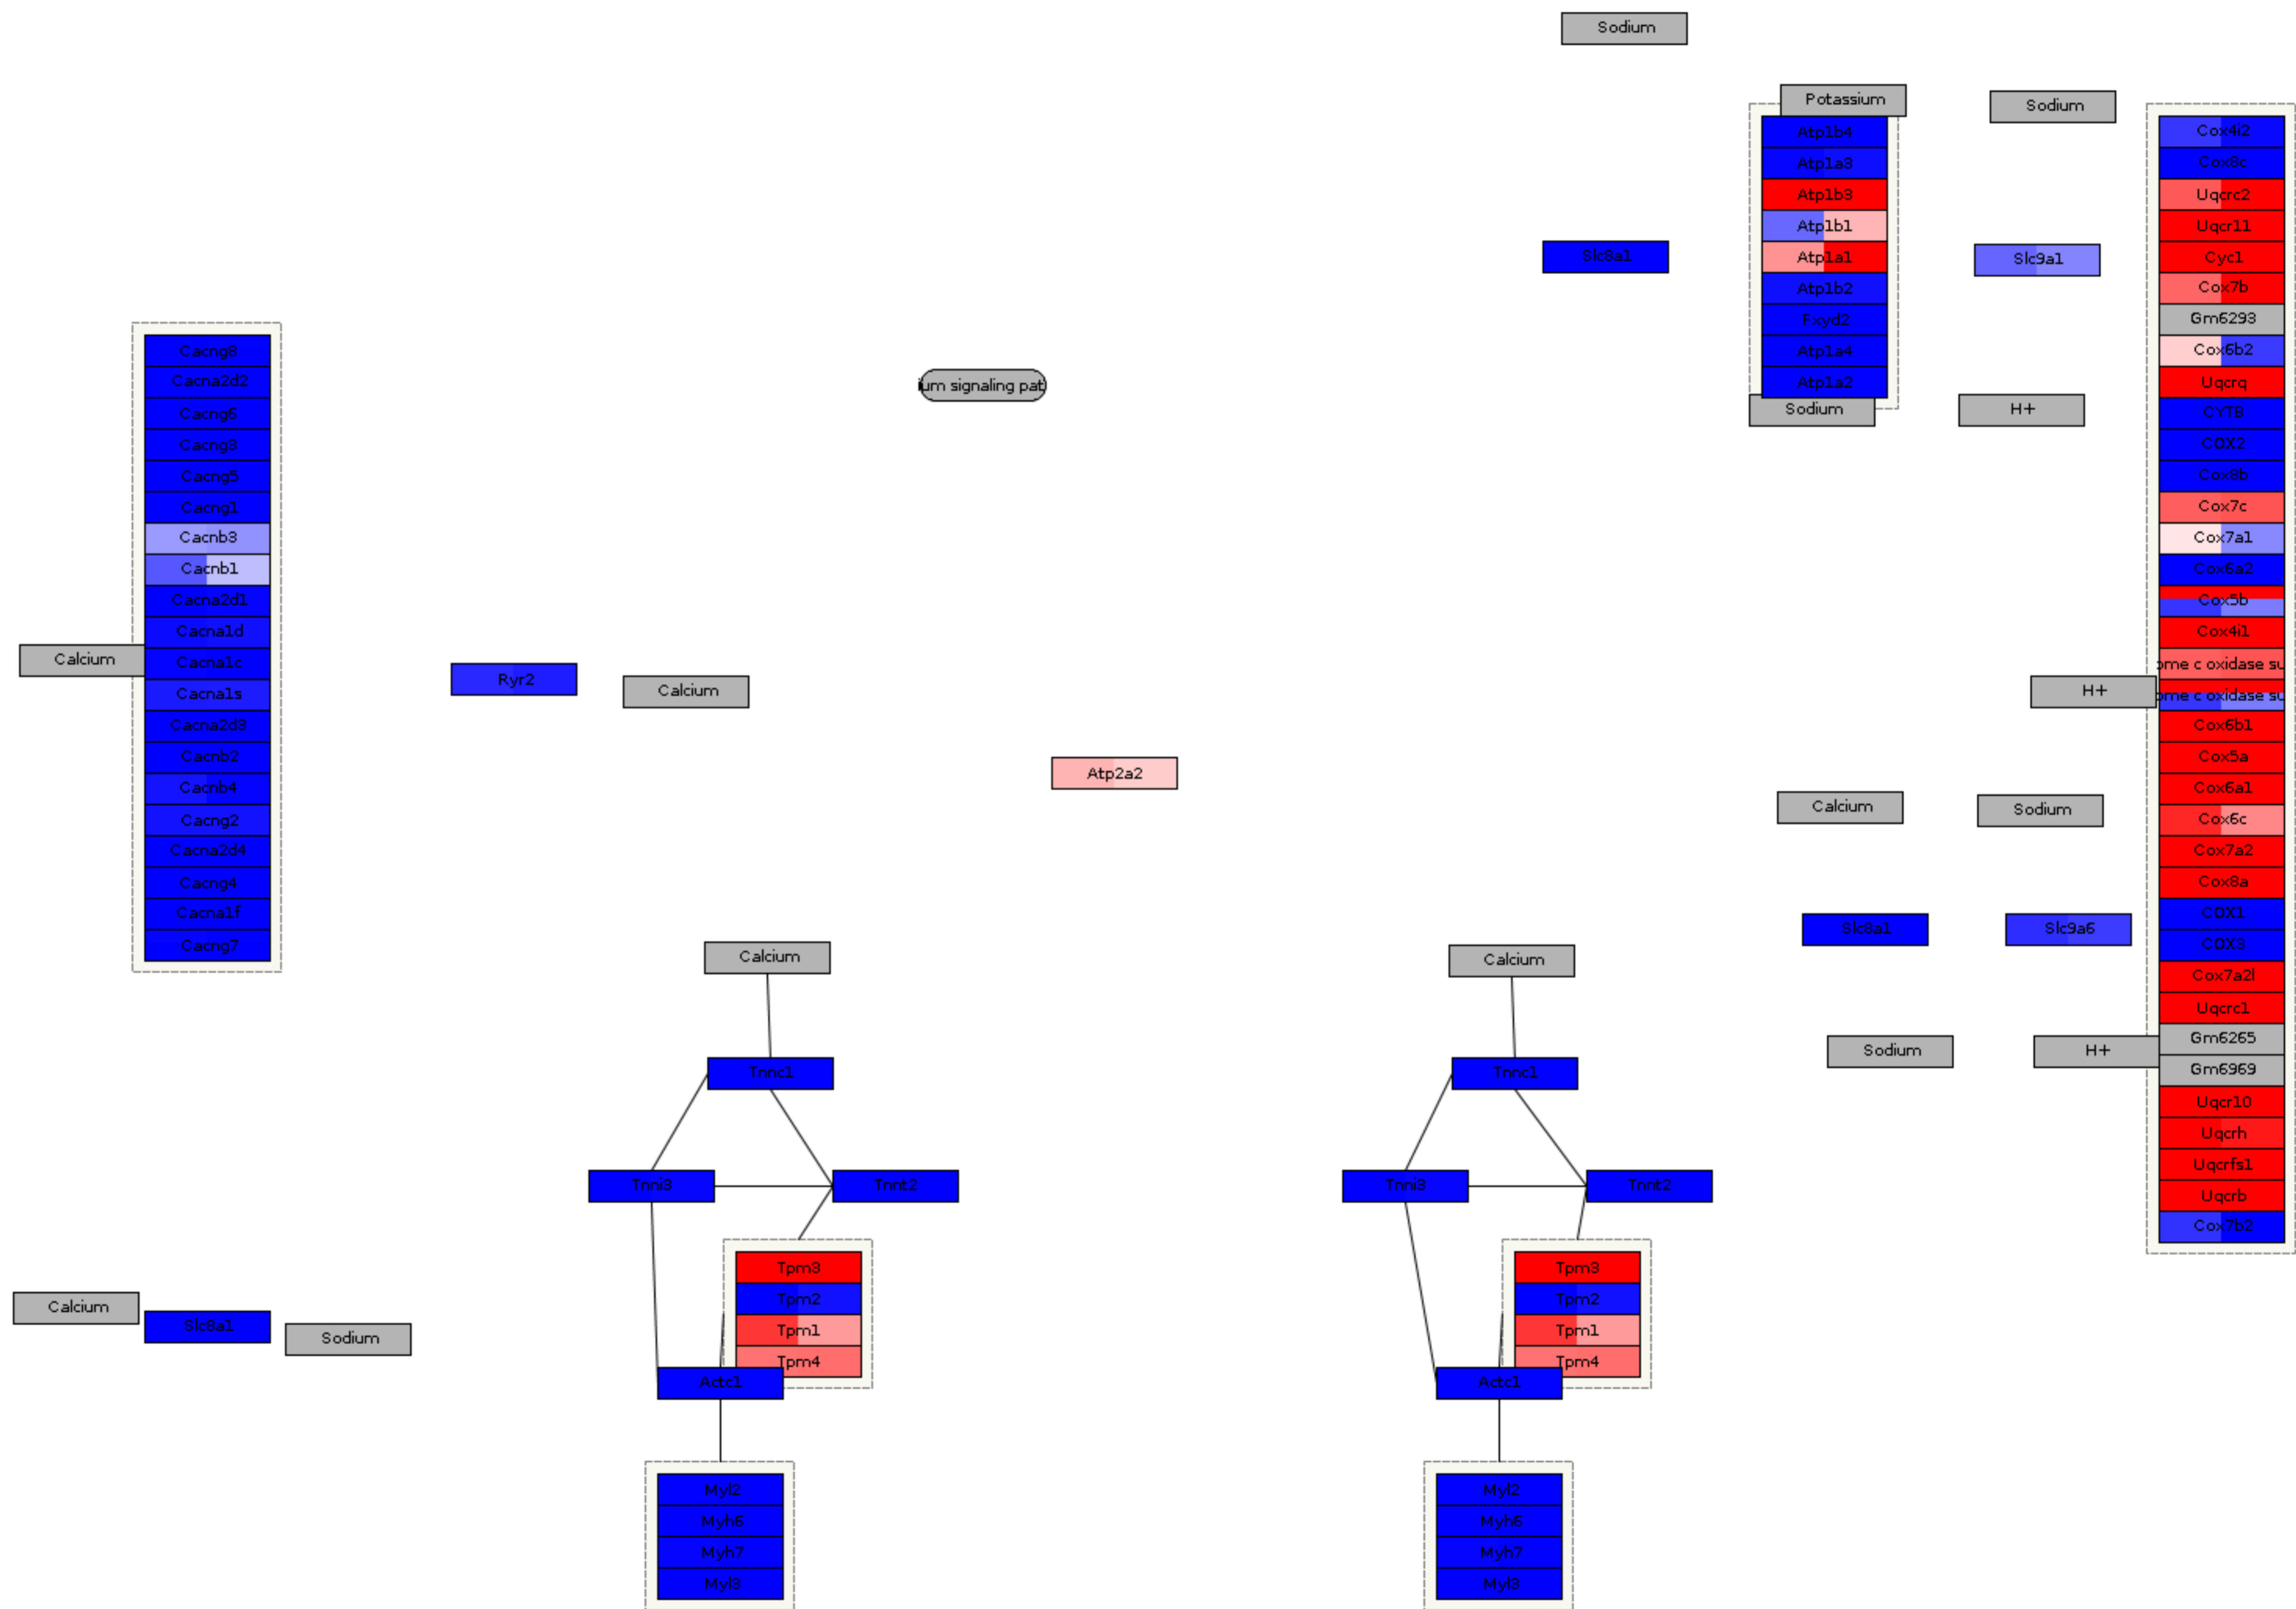 Sodium
Potassium
Sodium
Atp1b4
Atp1a3
Atp1b3
Atp1b1
Atp1a1
Atp1b2
Fxyd2
Atp1a4
Atp1a2
Sodium
H+
Slc8a1
Slc9a1
Cox4i2
Cox8c
Uqcrc2
Uqcr11
Cyc1
Cox7b
Gm6293
Cox6b2
Uqcrq
CYTB
COX2
Cox8b
Cox7c
Cox7a1
Cox6a2
Cox5b
Cox4i1
ome c oxidase su
ome c oxidase su
Cox6b1
Cox5a
Cox6a1
Cox6c
Cox7a2
Cox8a
COX1
COX3
Cox7a2l
Uqcrc1
Gm6265
Gm6969
Uqcr10
Uqcrh
Uqcrfs1
Uqcrb
Cox7b2
Cacng8
Cacna2d2
Cacng6
Cacng3
Cacng5
Cacng1
Cacnb3
Cacnb1
Cacna2d1
Cacna1d
Cacna1c
Cacna1s
Cacna2d3
Cacnb2
Cacnb4
Cacng2
Cacna2d4
Cacng4
Cacna1f
Cacng7
ium signaling pat
Calcium
Ryr2
Calcium
H+
Atp2a2
Calcium
Sodium
Slc8a1
Slc9a6
Sodium
H+
Calcium
Tnnc1
Tnni3
Tnnt2
Tpm3
Tpm2
Tpm1
Tpm4
Actc1
Myl2
Myh6
Myh7
Myl3
Calcium
Tnnc1
Tnni3
Tnnt2
Tpm3
Tpm2
Tpm1
Tpm4
Actc1
Myl2
Myh6
Myh7
Myl3
Calcium
Slc8a1
Sodium